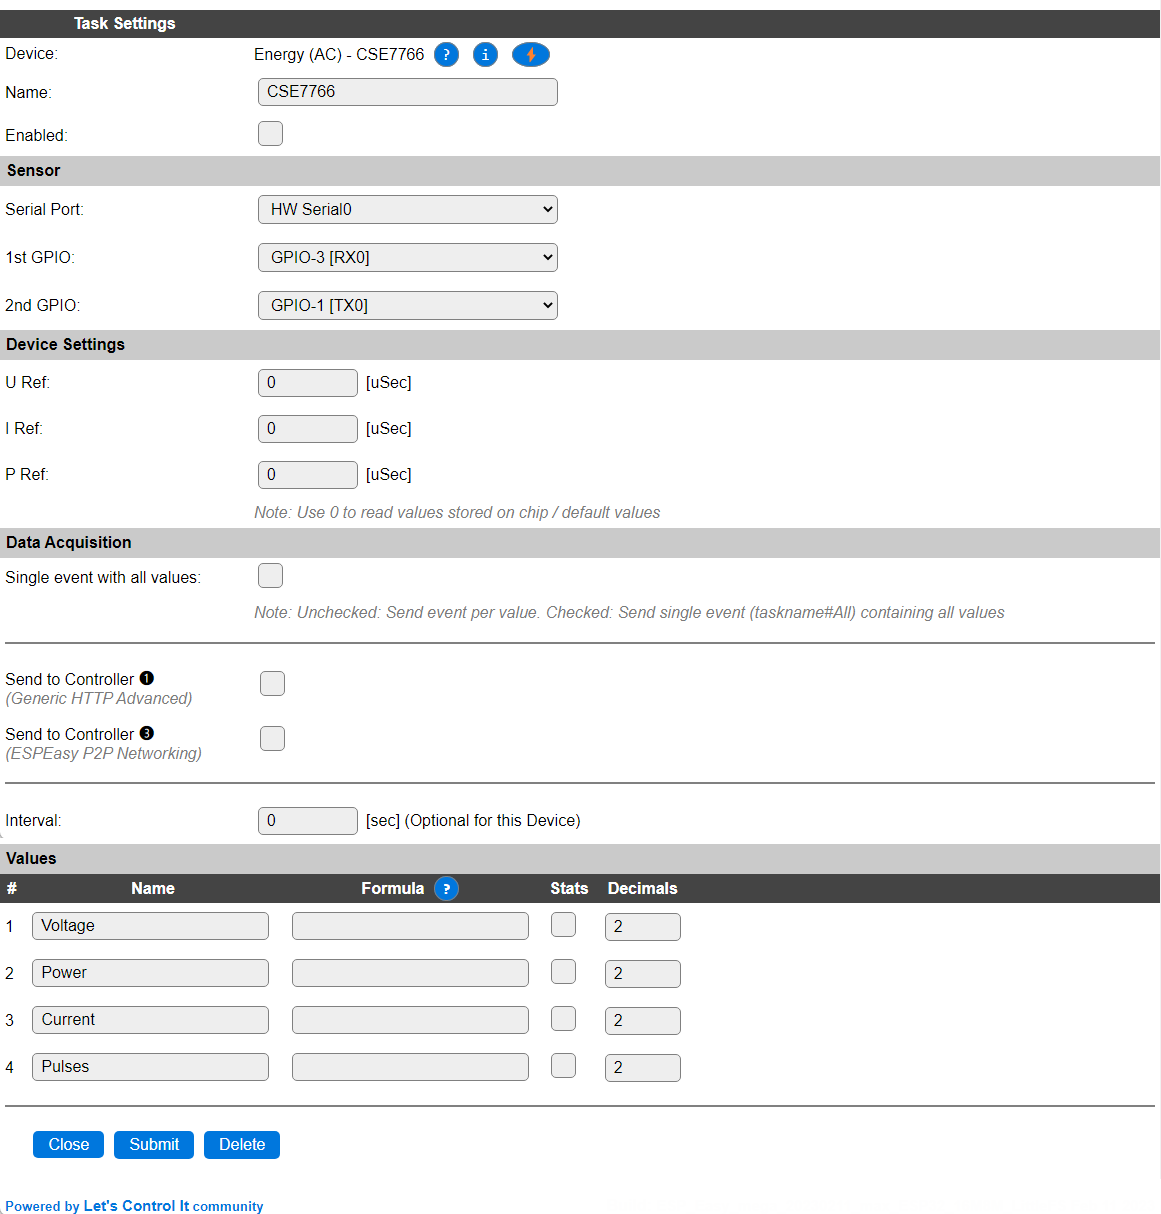 Task Settings
Device: Energy (AC) - CSE7766 ? i
Name: CSE7766
Enabled:
Sensor
Serial Port: HW Serial0
1st GPIO: GPIO-3 [RX0]
2nd GPIO: GPIO-1 [TX0]
Device Settings
U Ref: 0 [uSec]
I Ref: 0 [uSec]
P Ref: 0 [uSec]
Note: Use 0 to read values stored on chip / default values
Data Acquisition
Single event with all values:
Note: Unchecked: Send event per value. Checked: Send single event (taskname#All) containing all values
Send to Controller ❶
(Generic HTTP Advanced)
Send to Controller ❸
(ESPEasy P2P Networking)
Interval: 0 [sec] (Optional for this Device)
Values
# Name Formula ? Stats Decimals
1 Voltage 2
2 Power 2
3 Current 2
4 Pulses 2
Close Submit Delete
Powered by Let's Control It community